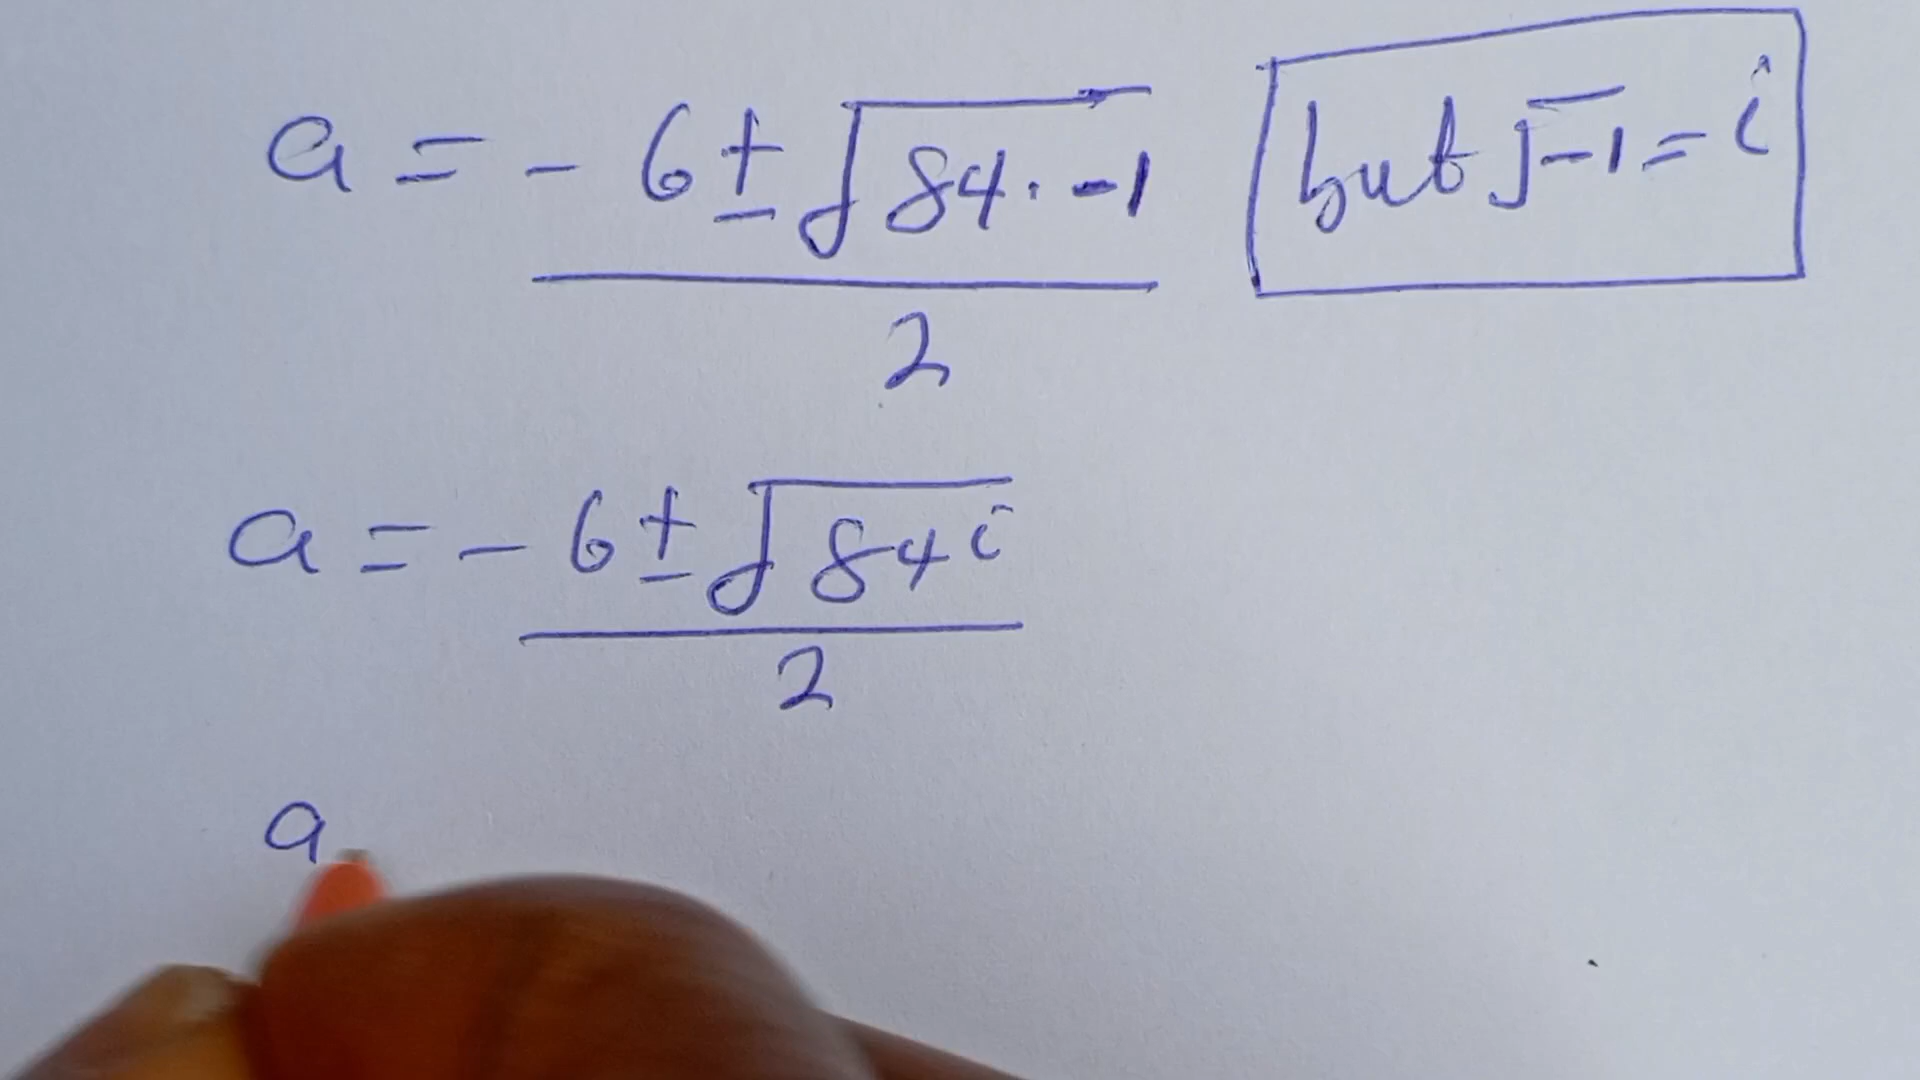 a = - 6 ± √84 · -1 / 2
but √-1 = i
a = - 6 ± √84i / 2
a